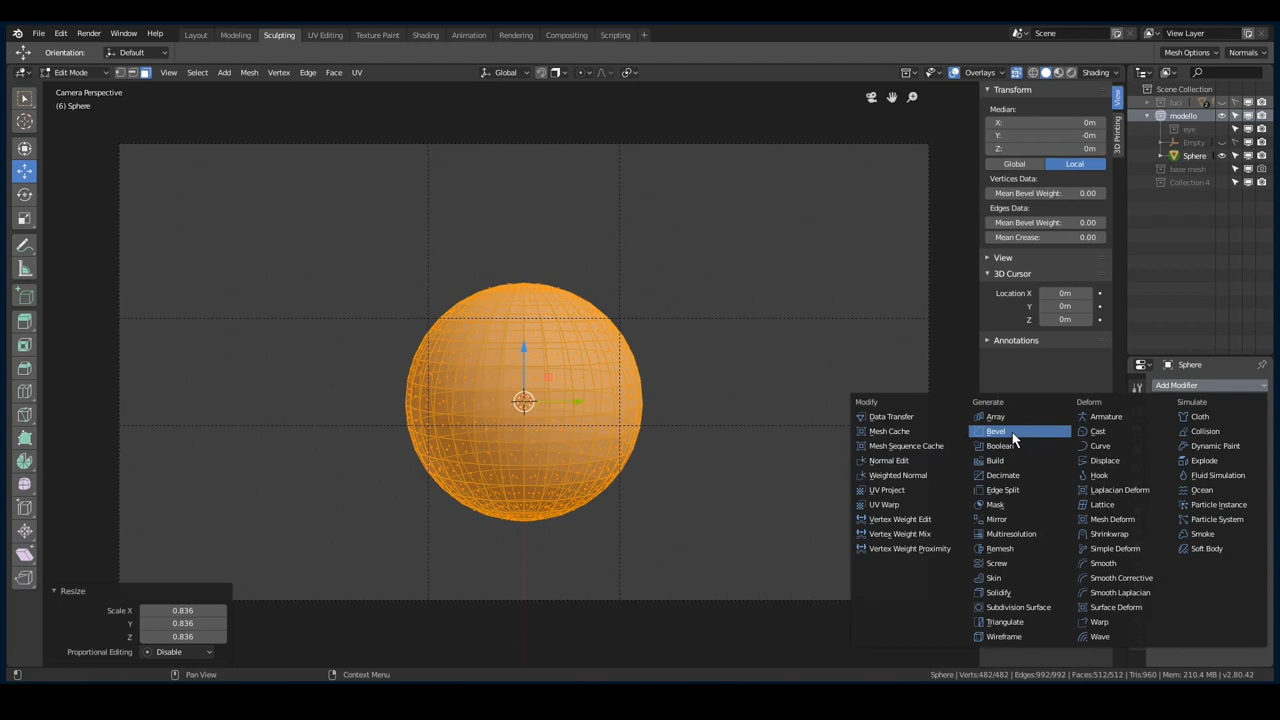 File Edit Render Window Help Layout Modeling Sculpting UV Editing Texture Paint Shading Animation Rendering Compositing Scripting + Scene View Layer
Orientation: Default Mesh Options Normals
Edit Mode View Select Add Mesh Vertex Edge Face UV Global Overlays Shading
Camera Perspective
(6) Sphere
Transform
Median:
X: 0m
Y: -0m
Z: 0m
Global Local
Vertices Data:
Mean Bevel Weight: 0.00
Edges Data:
Mean Bevel Weight: 0.00
Mean Crease: 0.00
View
3D Cursor
Location X 0m
Y 0m
Z 0m
Annotations
View
3D Printing
Scene Collection
luci
modello
eye
Empty
Sphere
base mesh
Collection 4
Sphere
Add Modifier
Modify
Data Transfer
Mesh Cache
Mesh Sequence Cache
Normal Edit
Weighted Normal
UV Project
UV Warp
Vertex Weight Edit
Vertex Weight Mix
Vertex Weight Proximity
Generate
Array
Bevel
Boolean
Build
Decimate
Edge Split
Mask
Mirror
Multiresolution
Remesh
Screw
Skin
Solidify
Subdivision Surface
Triangulate
Wireframe
Deform
Armature
Cast
Curve
Displace
Hook
Laplacian Deform
Lattice
Mesh Deform
Shrinkwrap
Simple Deform
Smooth
Smooth Corrective
Smooth Laplacian
Surface Deform
Warp
Wave
Simulate
Cloth
Collision
Dynamic Paint
Explode
Fluid Simulation
Ocean
Particle Instance
Particle System
Smoke
Soft Body
Resize
Scale X 0.836
Y 0.836
Z 0.836
Proportional Editing Disable
Pan View Context Menu Sphere | Verts:482/482 | Edges:992/992 | Faces:512/512 | Tris:960 | Mem: 210.4 MB | v2.80.42